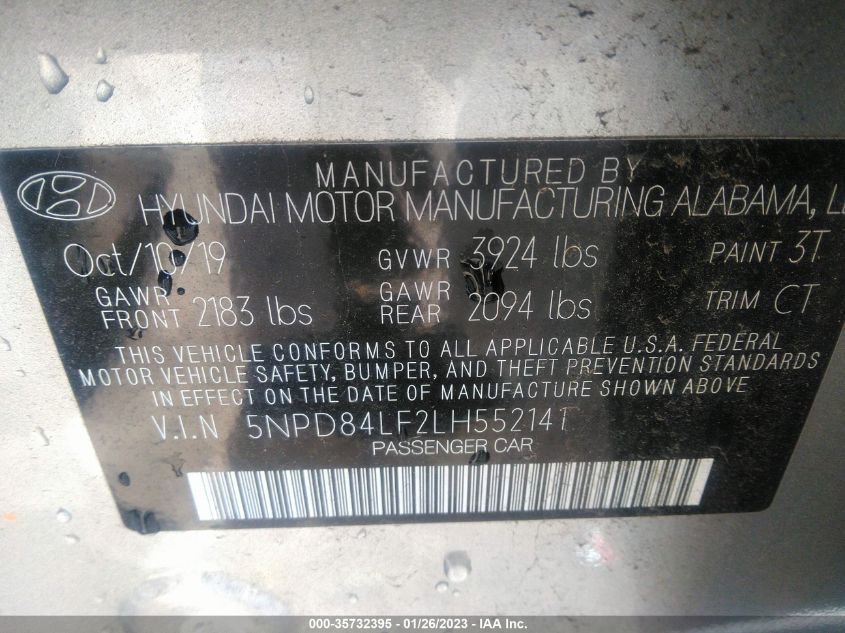 MANUFACTURED BY
HYUNDAI MOTOR MANUFACTURING ALABAMA,
Oct/10/19 GVWR 3924 lbs PAINT 3T
GAWR FRONT 2183 lbs GAWR REAR 2094 lbs TRIM CT
THIS VEHICLE CONFORMS TO ALL APPLICABLE U.S.A. FEDERAL
MOTOR VEHICLE SAFETY, BUMPER, AND THEFT PREVENTION STANDARDS
IN EFFECT ON THE DATE OF MANUFACTURE SHOWN ABOVE.
V.I.N 5NPD84LF2LH552141
PASSENGER CAR
000-35732395 - 01/26/2023 - IAA Inc.